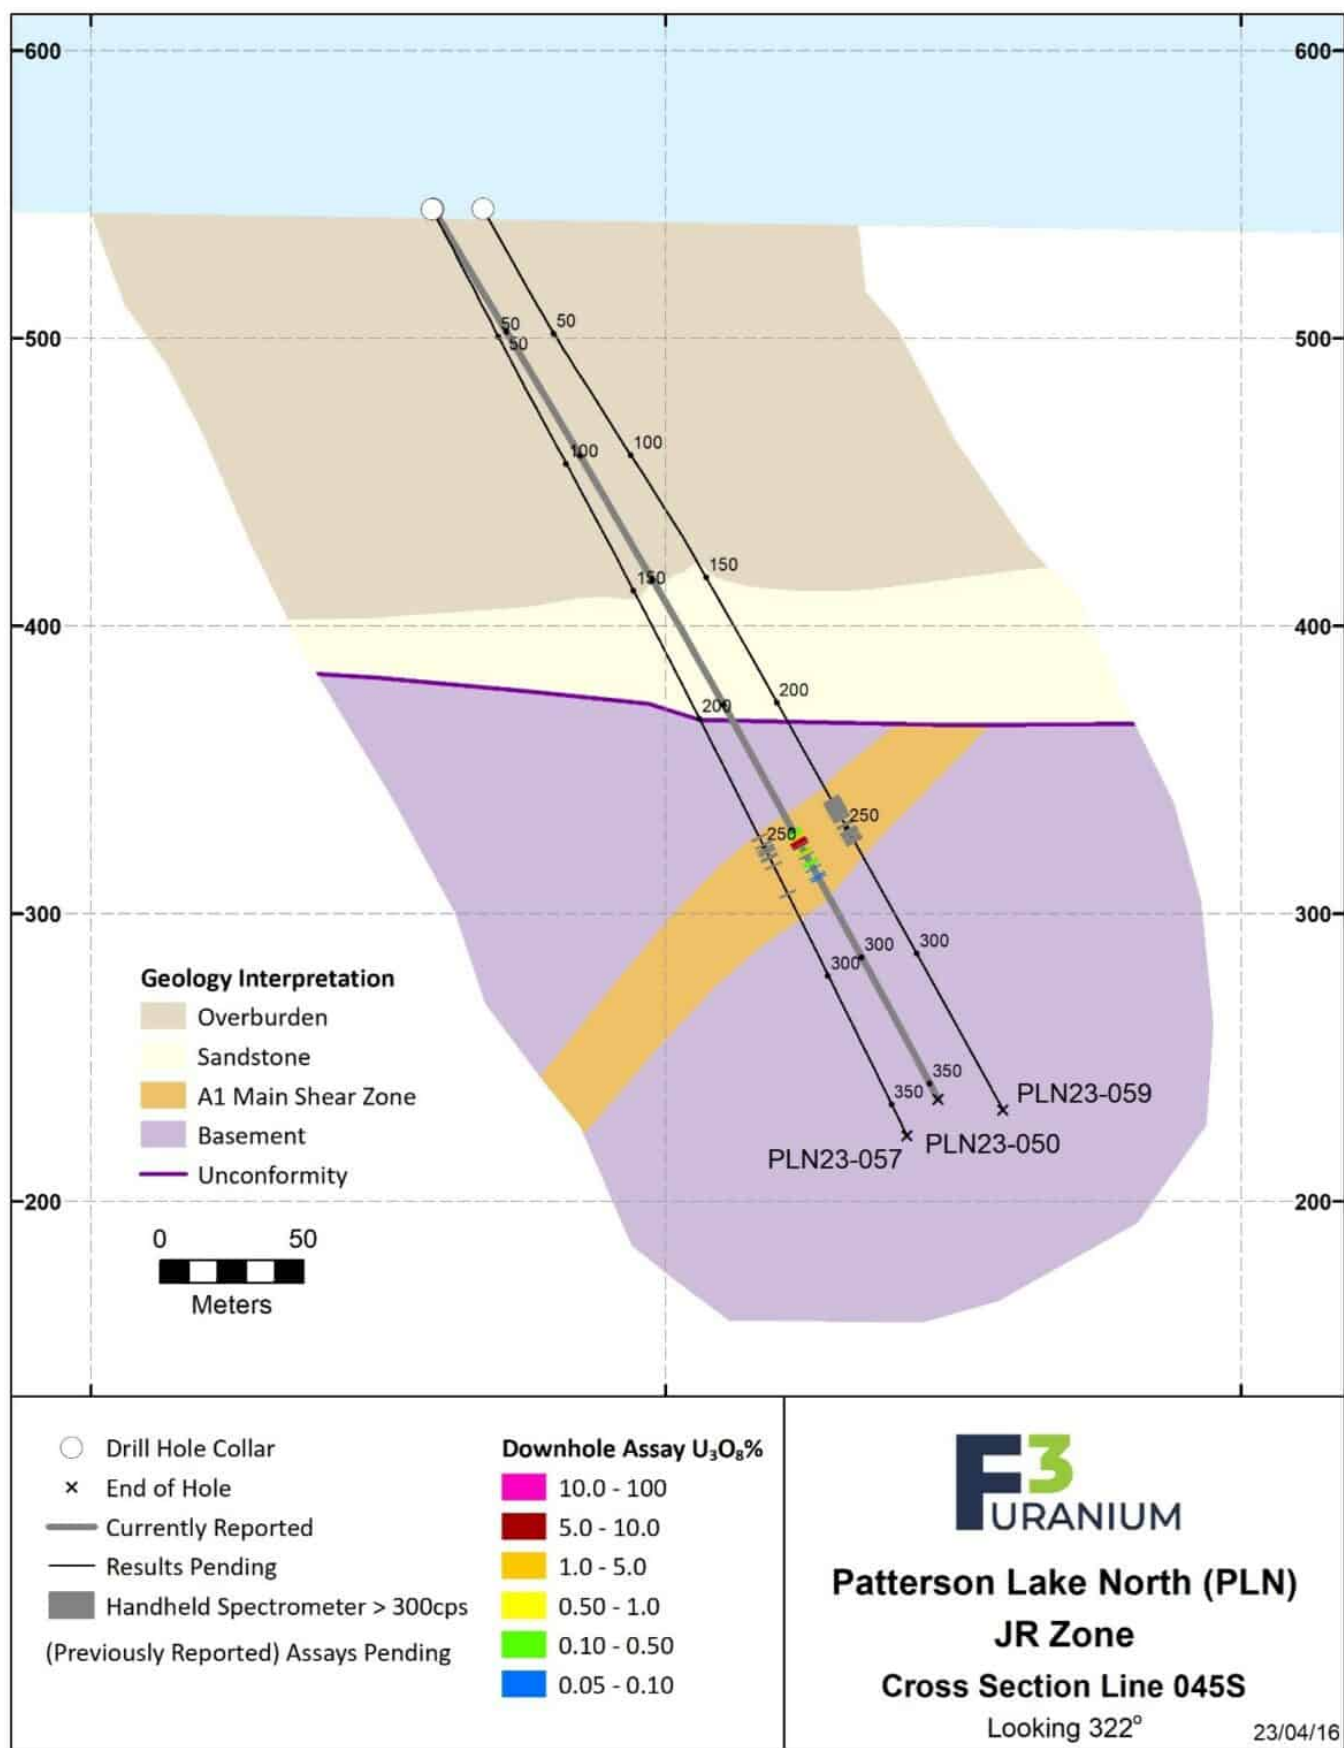 600 600
500 500
400 400
300 300
200 200
50
50
50
100
100
150
150
200
200
250
250
300
300
300
350
350
PLN23-059
PLN23-050
PLN23-057
Geology Interpretation
Overburden
Sandstone
A1 Main Shear Zone
Basement
Unconformity
0 50
Meters
Drill Hole Collar
End of Hole
Currently Reported
Results Pending
Handheld Spectrometer > 300cps
(Previously Reported) Assays Pending
Downhole Assay U₃O₈%
10.0 - 100
5.0 - 10.0
1.0 - 5.0
0.50 - 1.0
0.10 - 0.50
0.05 - 0.10
F3
URANIUM
Patterson Lake North (PLN)
JR Zone
Cross Section Line 045S
Looking 322°
23/04/16